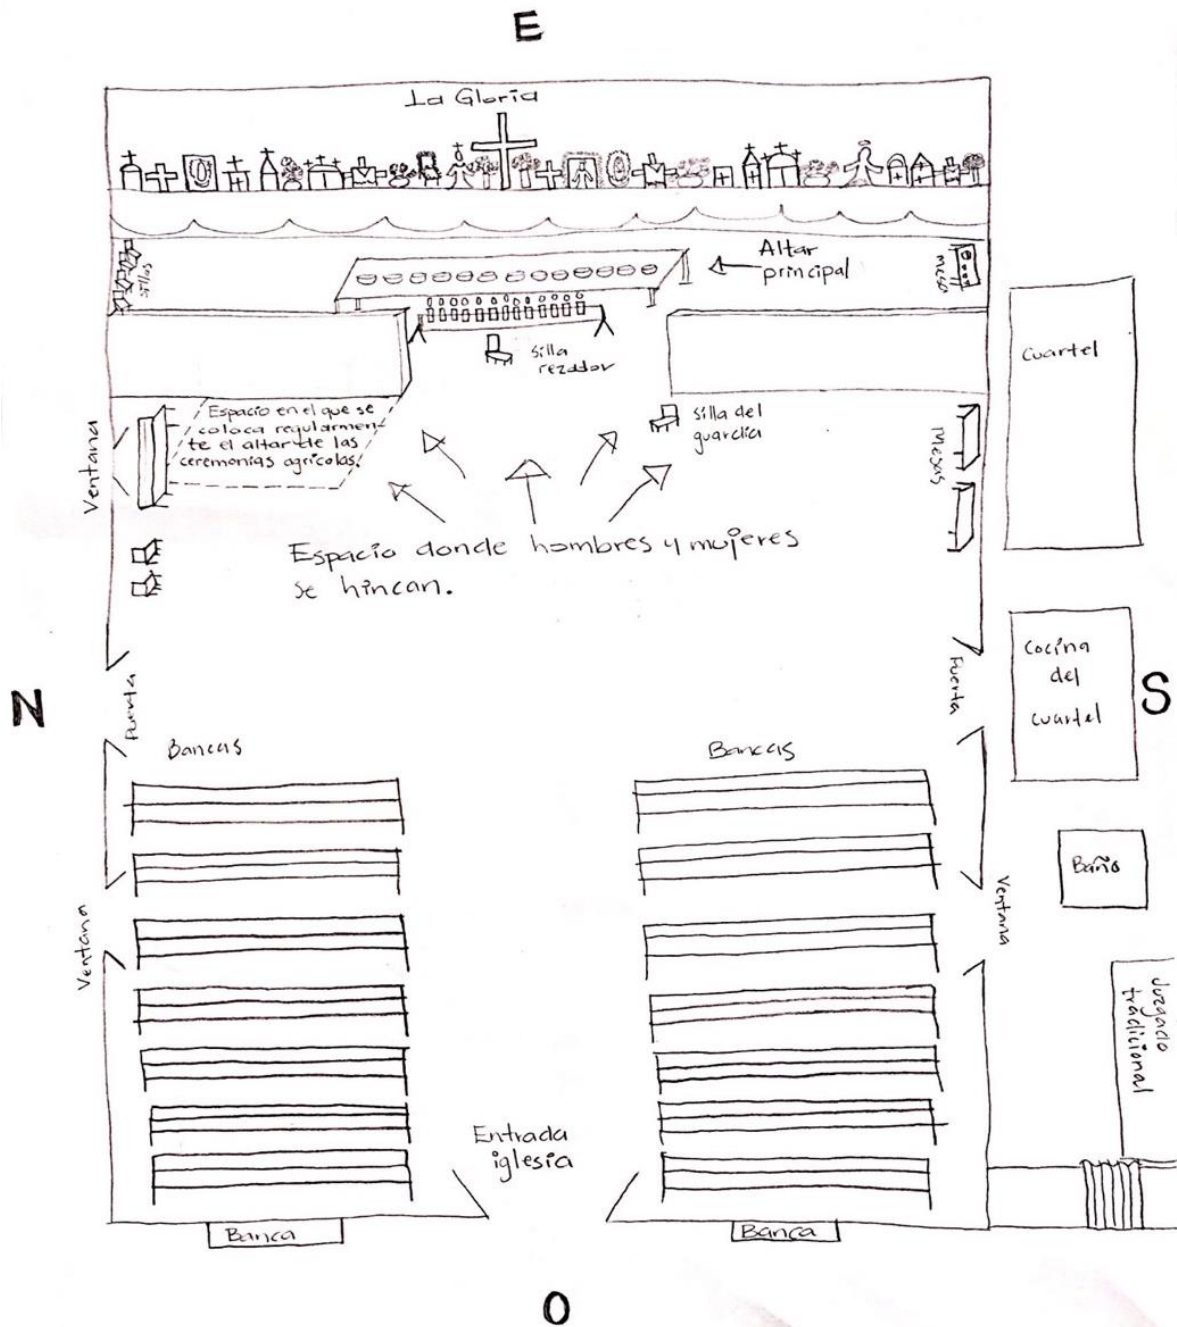 E
La Gloria
Altar
principal
sillas
mesa
silla
rezador
Cuartel
Espacio en el que se
coloca regularmen-
te el altar de las
ceremonias agrícolas.
silla del
guardia
Ventana
Mesas
Espacio donde hombres y mujeres
se hincan.
N
Puerta
Puerta
Cocina
del
cuartel
S
Bancas
Bancas
Baño
Ventana
Ventana
Juzgado
tradicional
Entrada
iglesia
Banca
Banca
O